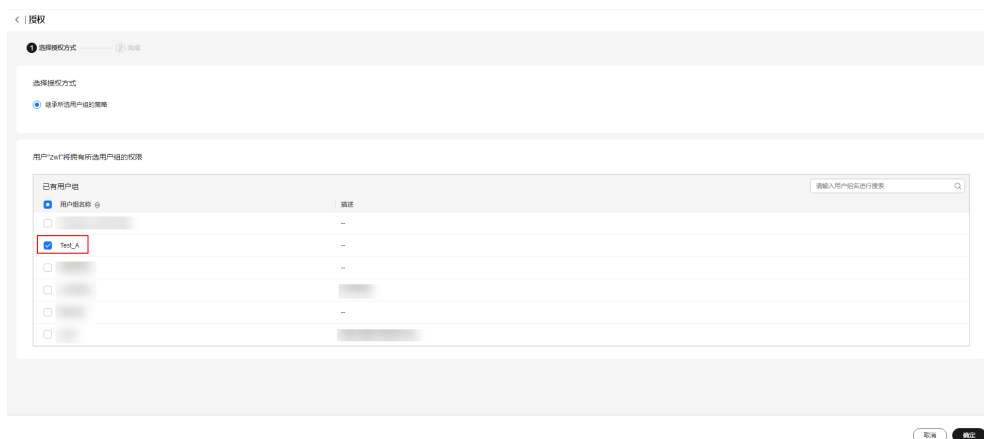 < | 授权
1 选择授权方式 2 完成
选择授权方式
继承所选用户组的策略
用户"zwf"将拥有所选用户组的权限
已有用户组 请输入用户组名进行搜索
用户组名称 描述
--
Test_A --
--
--
取消 确定